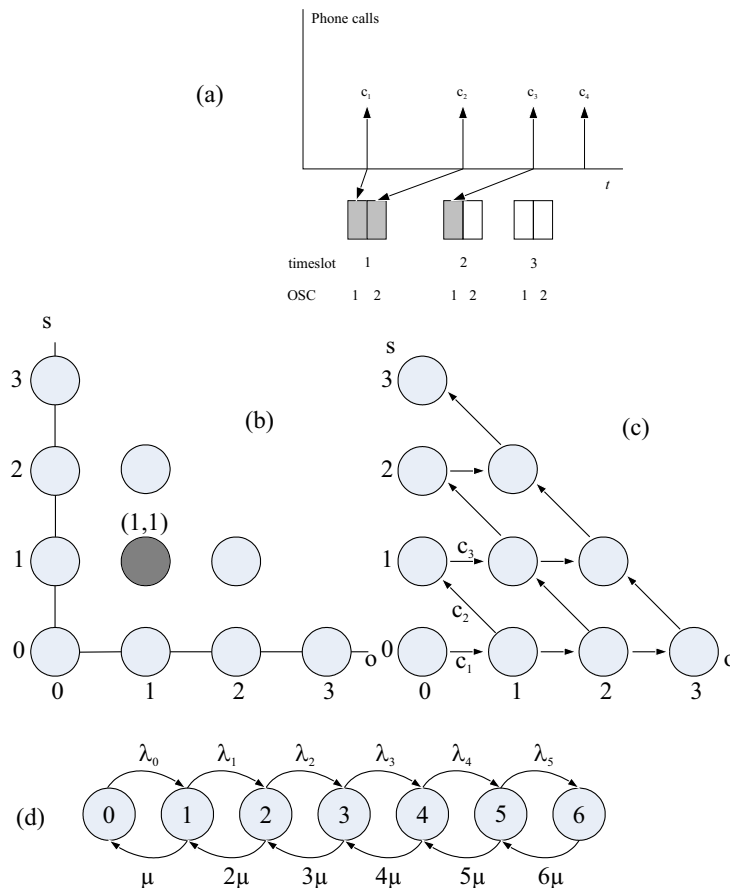 Phone calls
(a)
c₁ c₂ c₃ c₄
t
timeslot 1 2 3
OSC 1 2 1 2 1 2
s
s
3
3
(b)
(c)
2
2
(1,1)
1
1
c₃
c₂
0
o
0
c₁
o
0 1 2 3
0 1 2 3
λ₀ λ₁ λ₂ λ₃ λ₄ λ₅
(d) 0 1 2 3 4 5 6
μ 2μ 3μ 4μ 5μ 6μ